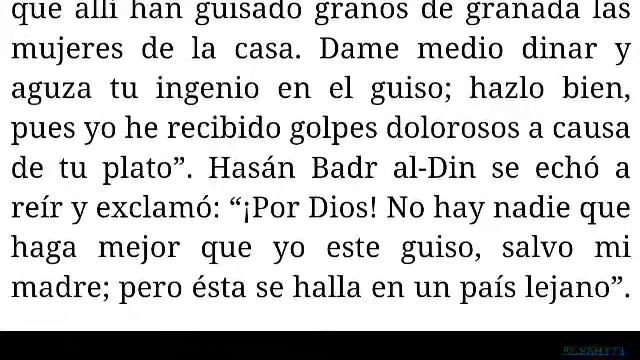 que allí han guisado granos de granada las
mujeres de la casa. Dame medio dinar y
aguza tu ingenio en el guiso; hazlo bien,
pues yo he recibido golpes dolorosos a causa
de tu plato”. Hasán Badr al-Din se echó a
reír y exclamó: “¡Por Dios! No hay nadie que
haga mejor que yo este guiso, salvo mi
madre; pero ésta se halla en un país lejano”.